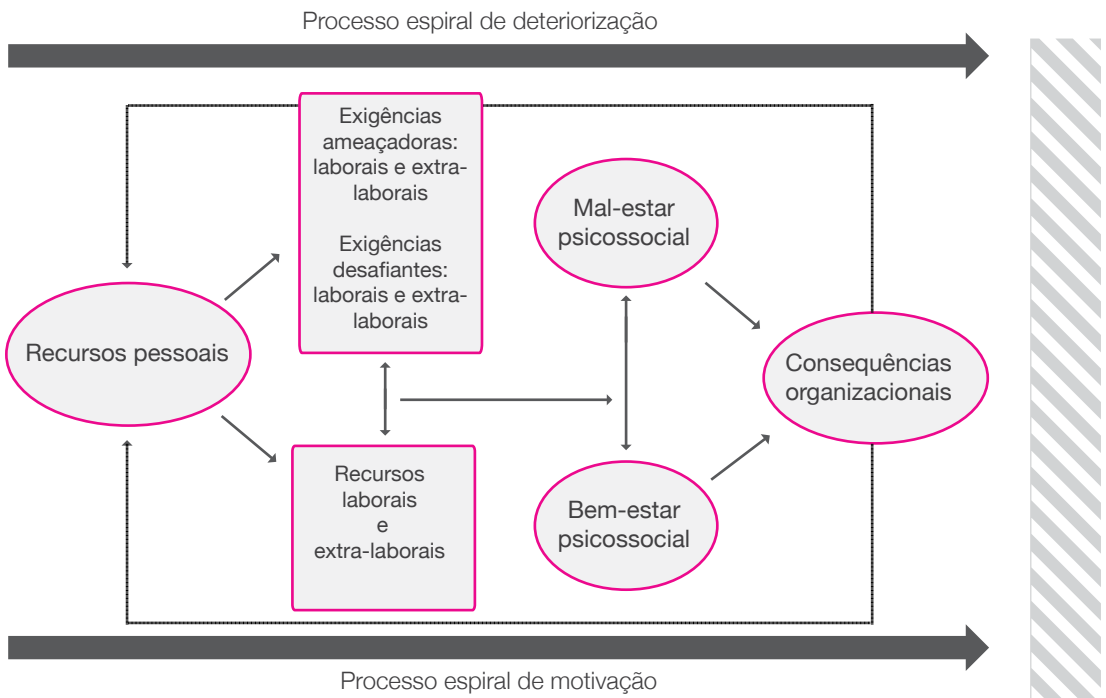 Processo espiral de deteriorização
Exigências
ameaçadoras:
laborais e extra-
laborais
Exigências
desafiantes:
laborais e extra-
laborais
Mal-estar
psicossocial
Recursos pessoais
Consequências
organizacionais
Recursos
laborais
e
extra-laborais
Bem-estar
psicossocial
Processo espiral de motivação